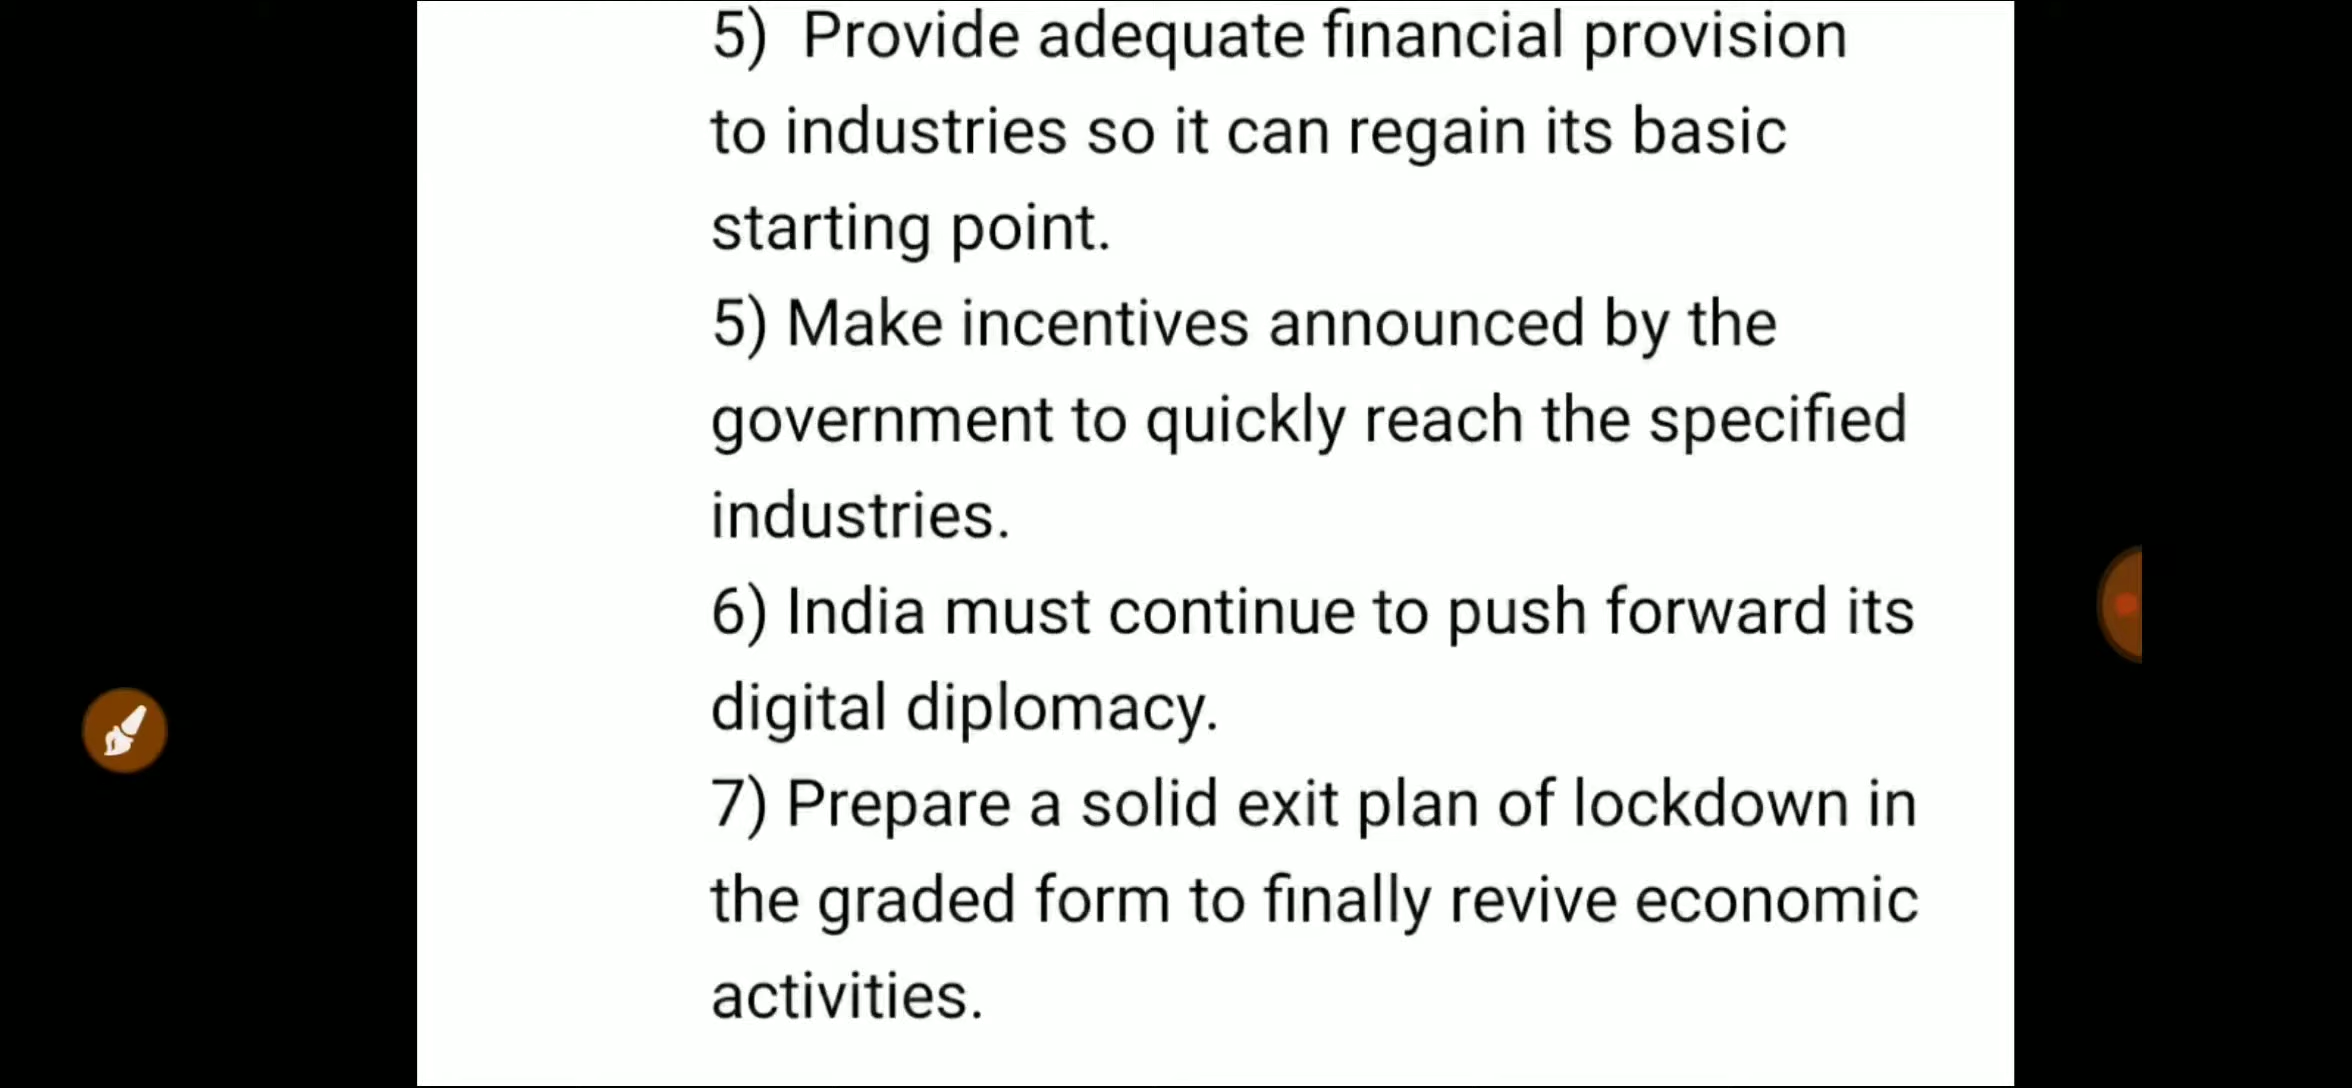 5)  Provide adequate financial provision
to industries so it can regain its basic
starting point.
5) Make incentives announced by the
government to quickly reach the specified
industries.
6) India must continue to push forward its
digital diplomacy.
7) Prepare a solid exit plan of lockdown in
the graded form to finally revive economic
activities.